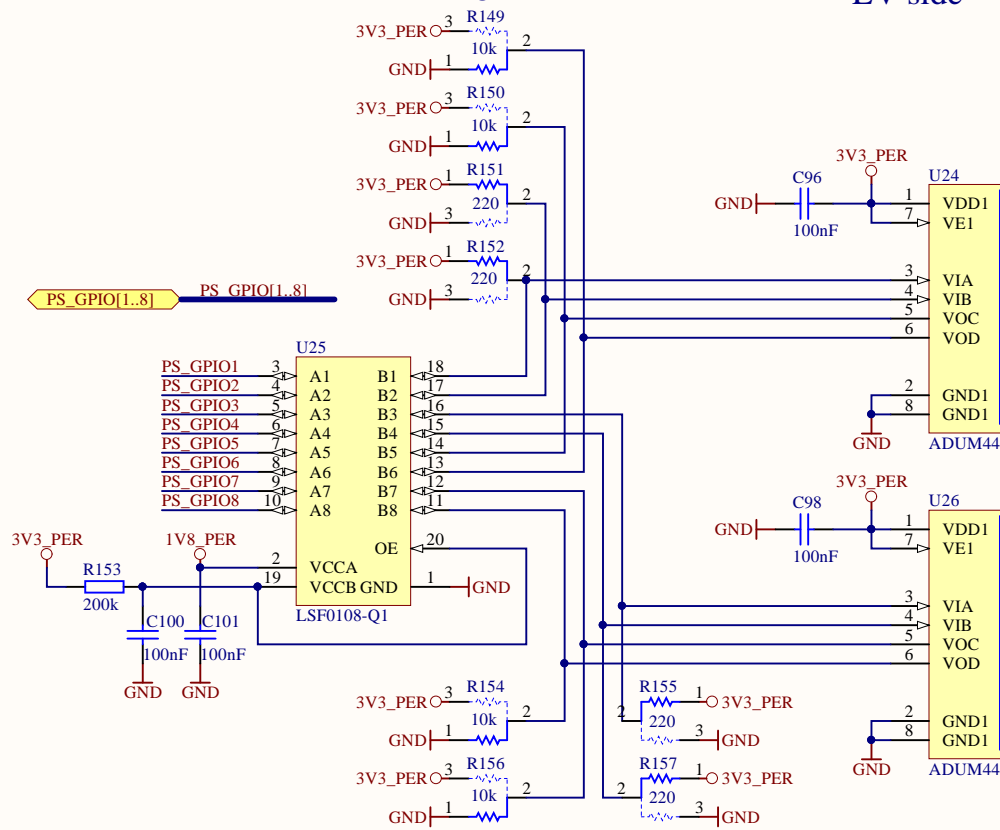 LV side
3 R149
3V3_PER
10k 2
GND 1
3 R150
3V3_PER
10k 2
GND 1
1 R151
3V3_PER
220 2
GND 3
1 R152
3V3_PER
220 2
GND 3
PS_GPIO[1..8] PS_GPIO[1..8]
C96
GND
100nF
3V3_PER
U24
1 VDD1
7 VE1
3 VIA
4 VIB
5 VOC
6 VOD
2 GND1
8 GND1
GND
ADUM44
U25
PS_GPIO1 3 A1 B1 18
PS_GPIO2 4 A2 B2 17
PS_GPIO3 5 A3 B3 16
PS_GPIO4 6 A4 B4 15
PS_GPIO5 7 A5 B5 14
PS_GPIO6 8 A6 B6 13
PS_GPIO7 9 A7 B7 12
PS_GPIO8 10 A8 B8 11
OE 20
2 VCCA
19 VCCB GND 1 GND
LSF0108-Q1
3V3_PER
R153
200k
1V8_PER
C100
100nF
GND
C101
100nF
GND
C98
GND
100nF
3V3_PER
U26
1 VDD1
7 VE1
3 VIA
4 VIB
5 VOC
6 VOD
2 GND1
8 GND1
GND
ADUM44
3 R154
3V3_PER
10k 2
GND 1
R155 1
3V3_PER
2 220
3 GND
3 R156
3V3_PER
10k 2
GND 1
R157 1
3V3_PER
2 220
3 GND